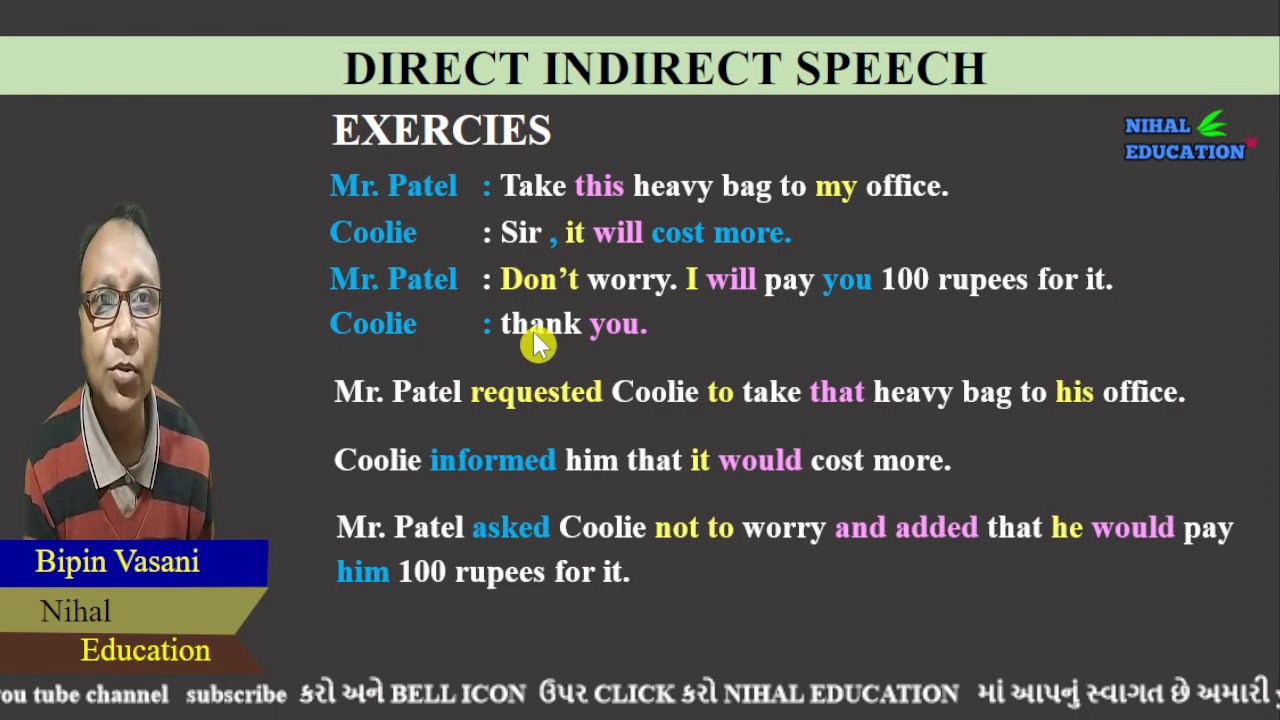 DIRECT INDIRECT SPEECH
EXERCIES
NIHAL
EDUCATION
Mr. Patel : Take this heavy bag to my office.
Coolie : Sir , it will cost more.
Mr. Patel : Don’t worry. I will pay you 100 rupees for it.
Coolie : thank you.
Mr. Patel requested Coolie to take that heavy bag to his office.
Coolie informed him that it would cost more.
Mr. Patel asked Coolie not to worry and added that he would pay
him 100 rupees for it.
Bipin Vasani
Nihal
Education
you tube channel subscribe કરો અને BELL ICON ઉપર CLICK કરો NIHAL EDUCATION માં આપનું સ્વાગત છે અમારી